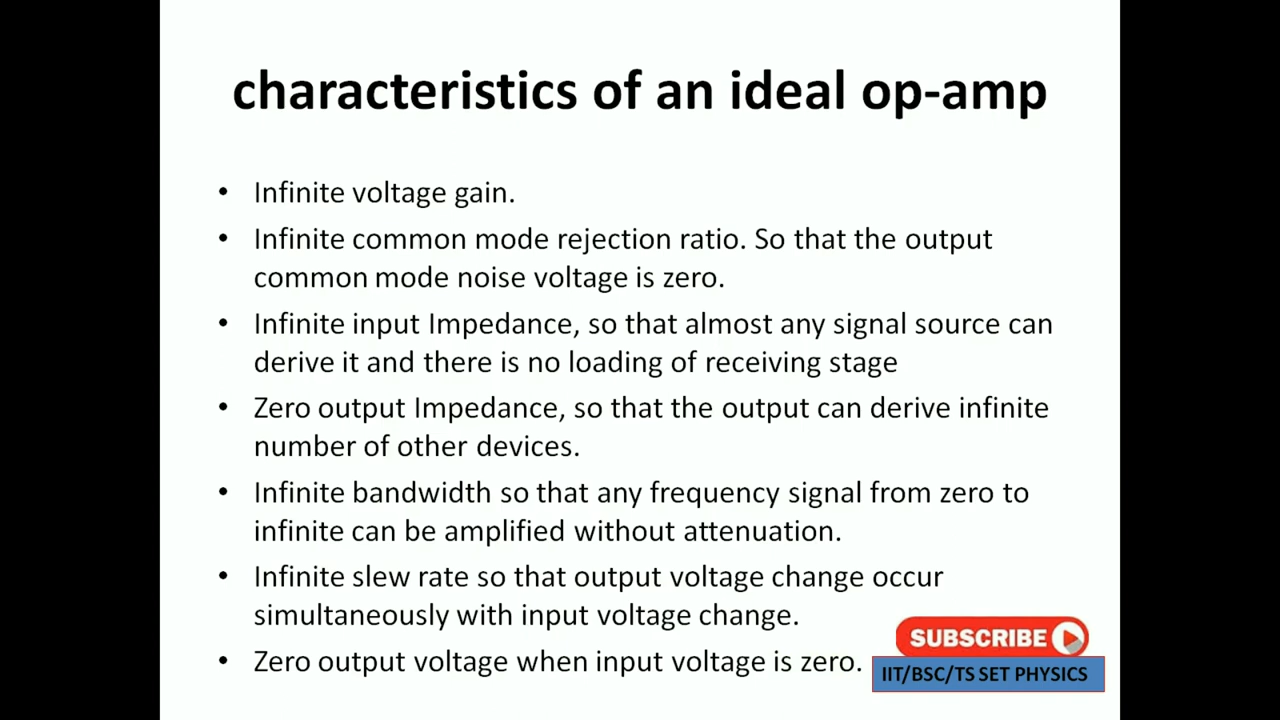 characteristics of an ideal op-amp
• Infinite voltage gain.
• Infinite common mode rejection ratio. So that the output
common mode noise voltage is zero.
• Infinite input Impedance, so that almost any signal source can
derive it and there is no loading of receiving stage
• Zero output Impedance, so that the output can derive infinite
number of other devices.
• Infinite bandwidth so that any frequency signal from zero to
infinite can be amplified without attenuation.
• Infinite slew rate so that output voltage change occur
simultaneously with input voltage change.
• Zero output voltage when input voltage is zero.
SUBSCRIBE
IIT/BSC/TS SET PHYSICS